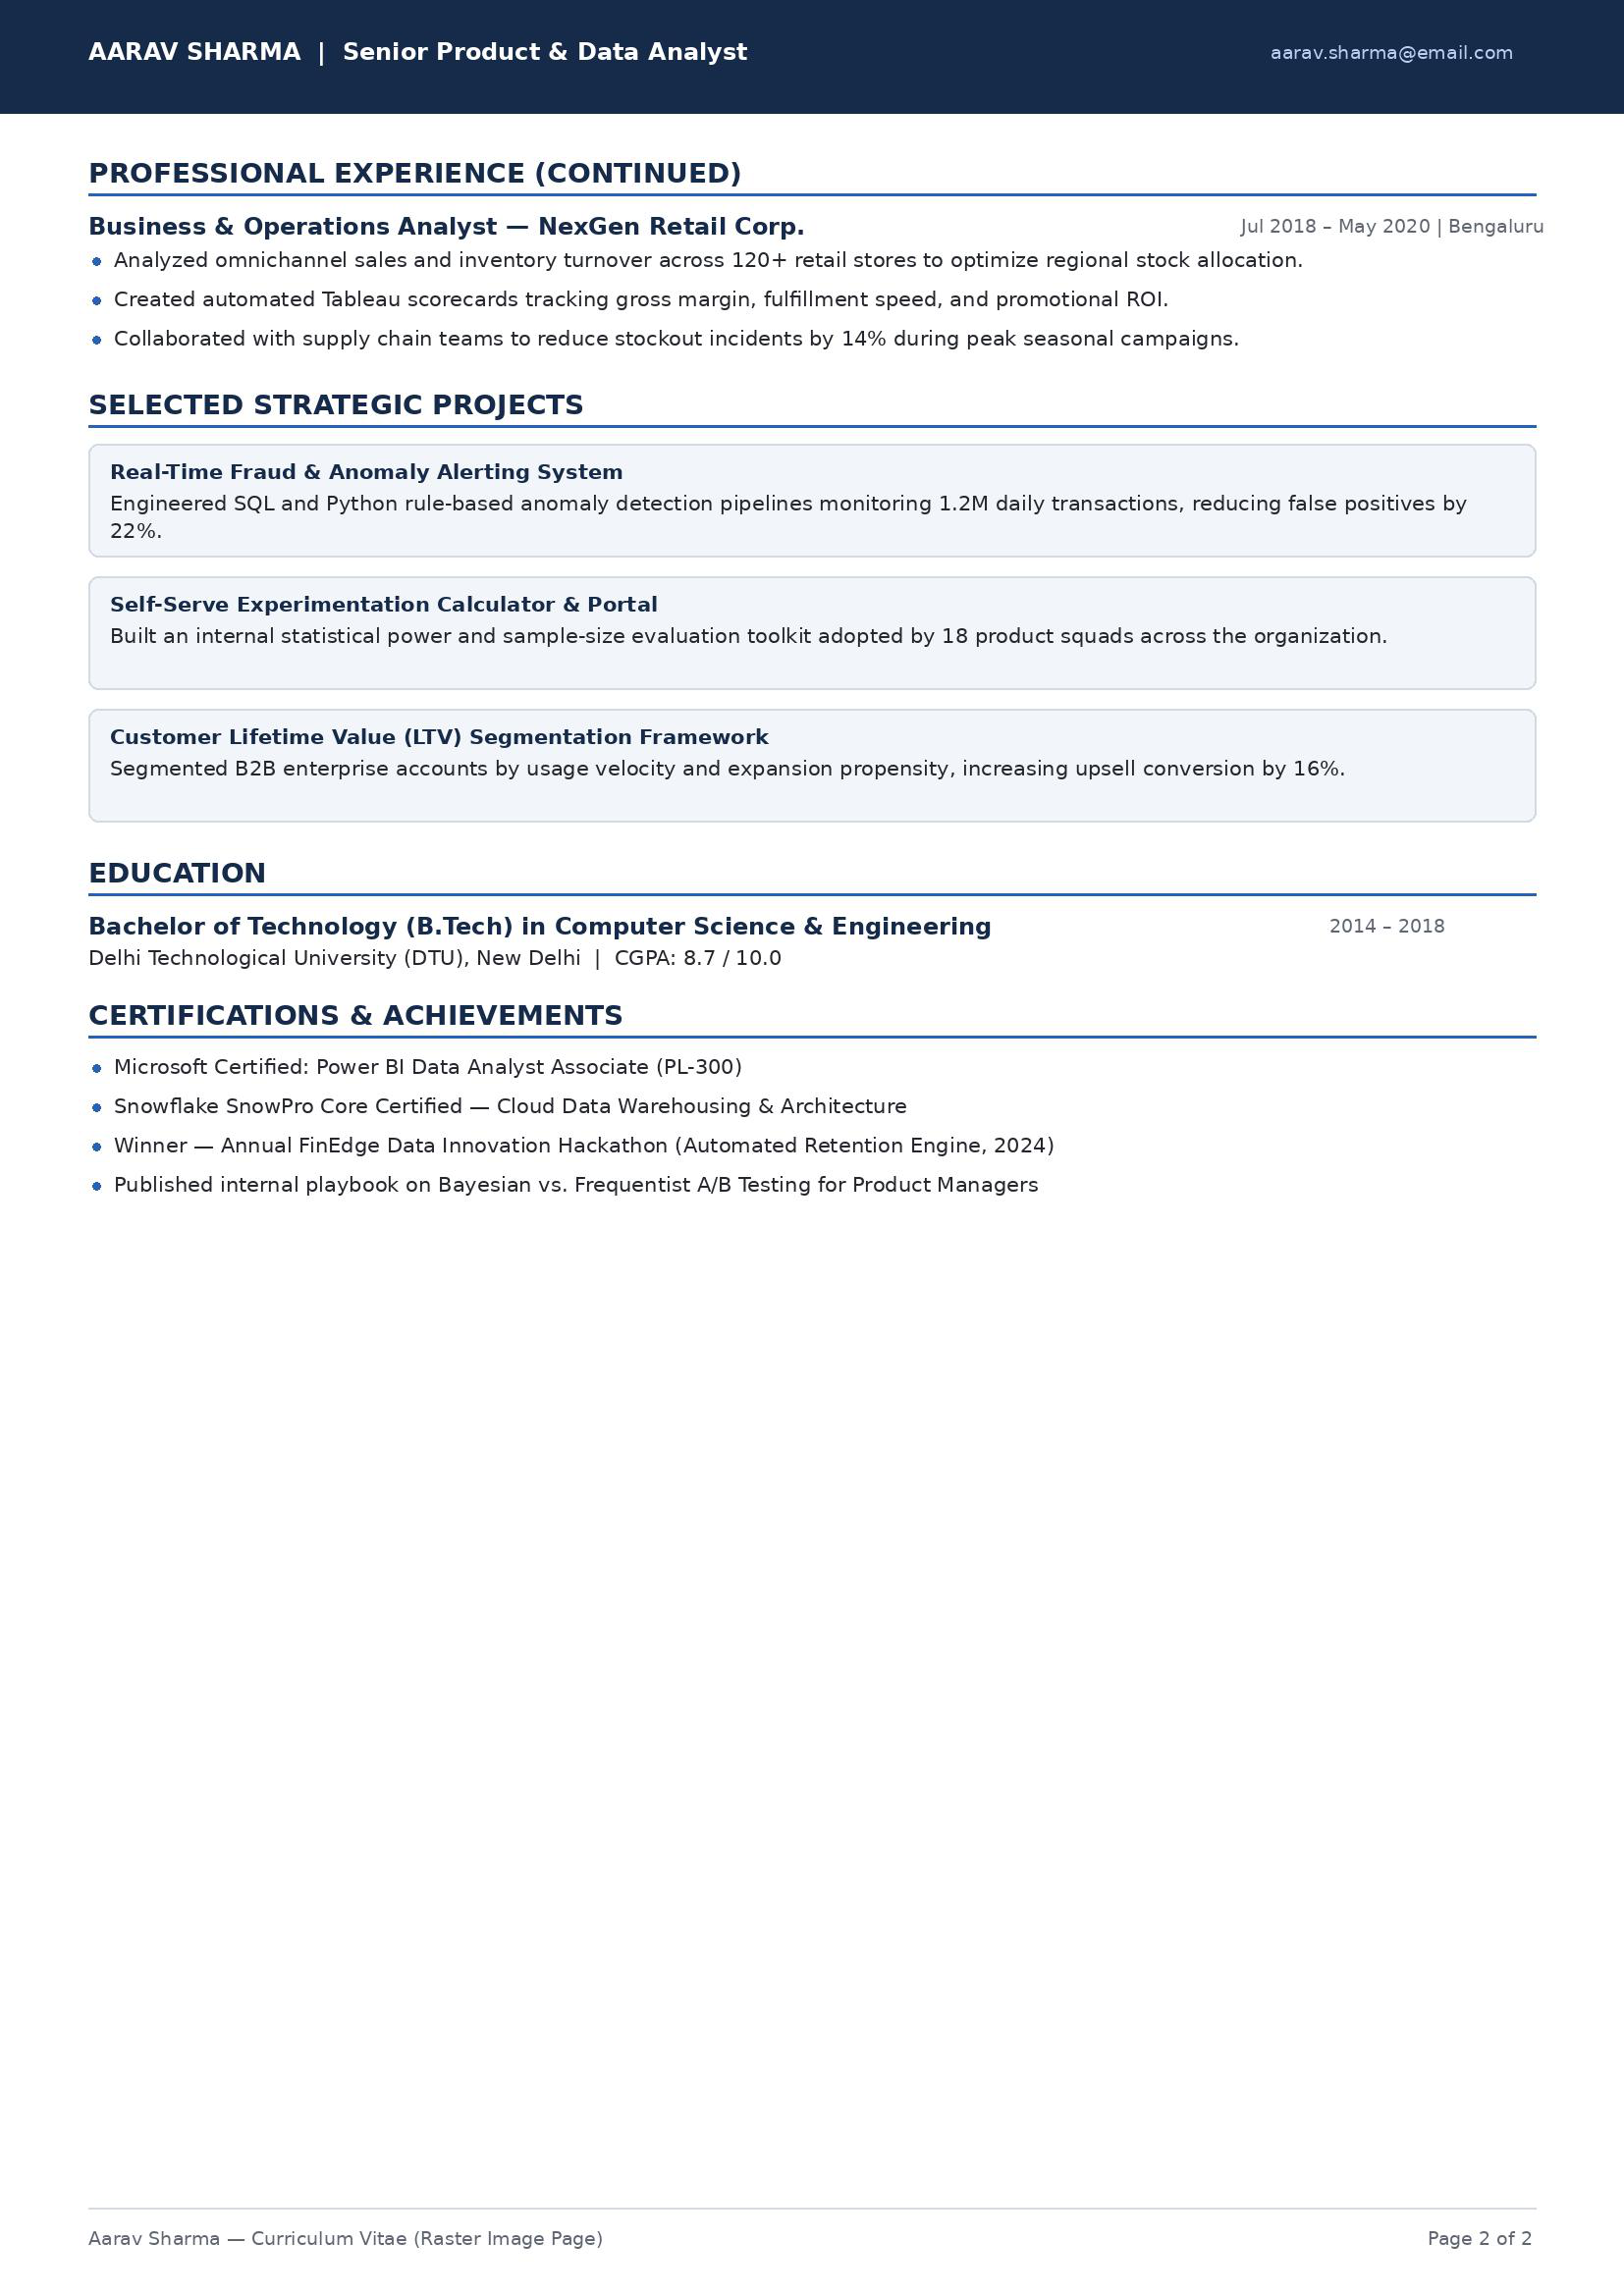 AARAV SHARMA | Senior Product & Data Analyst
aarav.sharma@email.com
PROFESSIONAL EXPERIENCE (CONTINUED)
Business & Operations Analyst — NexGen Retail Corp.
Jul 2018 – May 2020 | Bengaluru
• Analyzed omnichannel sales and inventory turnover across 120+ retail stores to optimize regional stock allocation.
• Created automated Tableau scorecards tracking gross margin, fulfillment speed, and promotional ROI.
• Collaborated with supply chain teams to reduce stockout incidents by 14% during peak seasonal campaigns.
SELECTED STRATEGIC PROJECTS
Real-Time Fraud & Anomaly Alerting System
Engineered SQL and Python rule-based anomaly detection pipelines monitoring 1.2M daily transactions, reducing false positives by
22%.
Self-Serve Experimentation Calculator & Portal
Built an internal statistical power and sample-size evaluation toolkit adopted by 18 product squads across the organization.
Customer Lifetime Value (LTV) Segmentation Framework
Segmented B2B enterprise accounts by usage velocity and expansion propensity, increasing upsell conversion by 16%.
EDUCATION
Bachelor of Technology (B.Tech) in Computer Science & Engineering
2014 – 2018
Delhi Technological University (DTU), New Delhi | CGPA: 8.7 / 10.0
CERTIFICATIONS & ACHIEVEMENTS
• Microsoft Certified: Power BI Data Analyst Associate (PL-300)
• Snowflake SnowPro Core Certified — Cloud Data Warehousing & Architecture
• Winner — Annual FinEdge Data Innovation Hackathon (Automated Retention Engine, 2024)
• Published internal playbook on Bayesian vs. Frequentist A/B Testing for Product Managers
Aarav Sharma — Curriculum Vitae (Raster Image Page)
Page 2 of 2